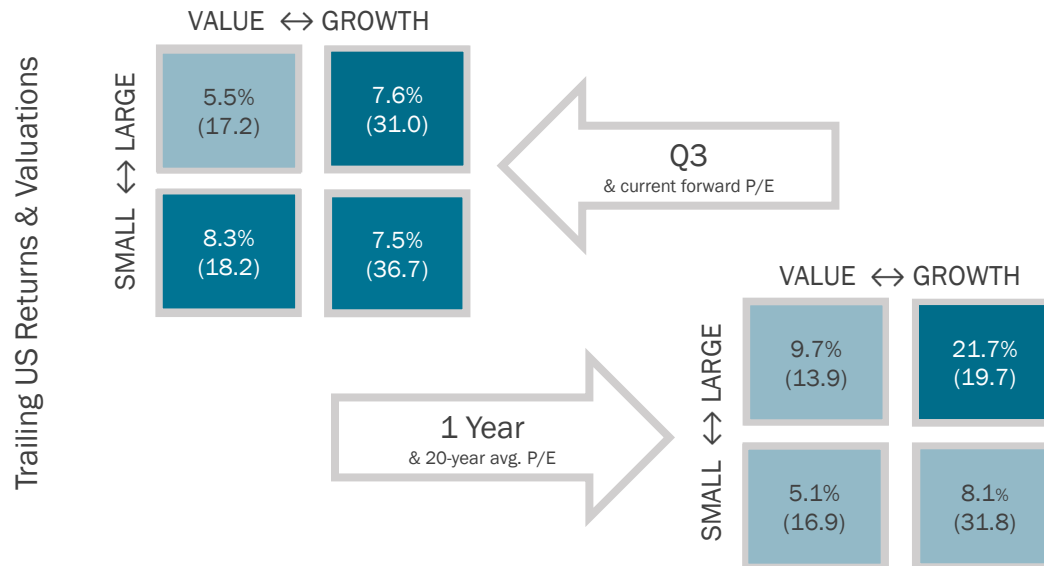 Trailing US Returns & Valuations
VALUE ↔ GROWTH
SMALL ↔ LARGE
5.5%
(17.2)
7.6%
(31.0)
8.3%
(18.2)
7.5%
(36.7)
Q3
& current forward P/E
1 Year
& 20-year avg. P/E
VALUE ↔ GROWTH
SMALL ↔ LARGE
9.7%
(13.9)
21.7%
(19.7)
5.1%
(16.9)
8.1%
(31.8)